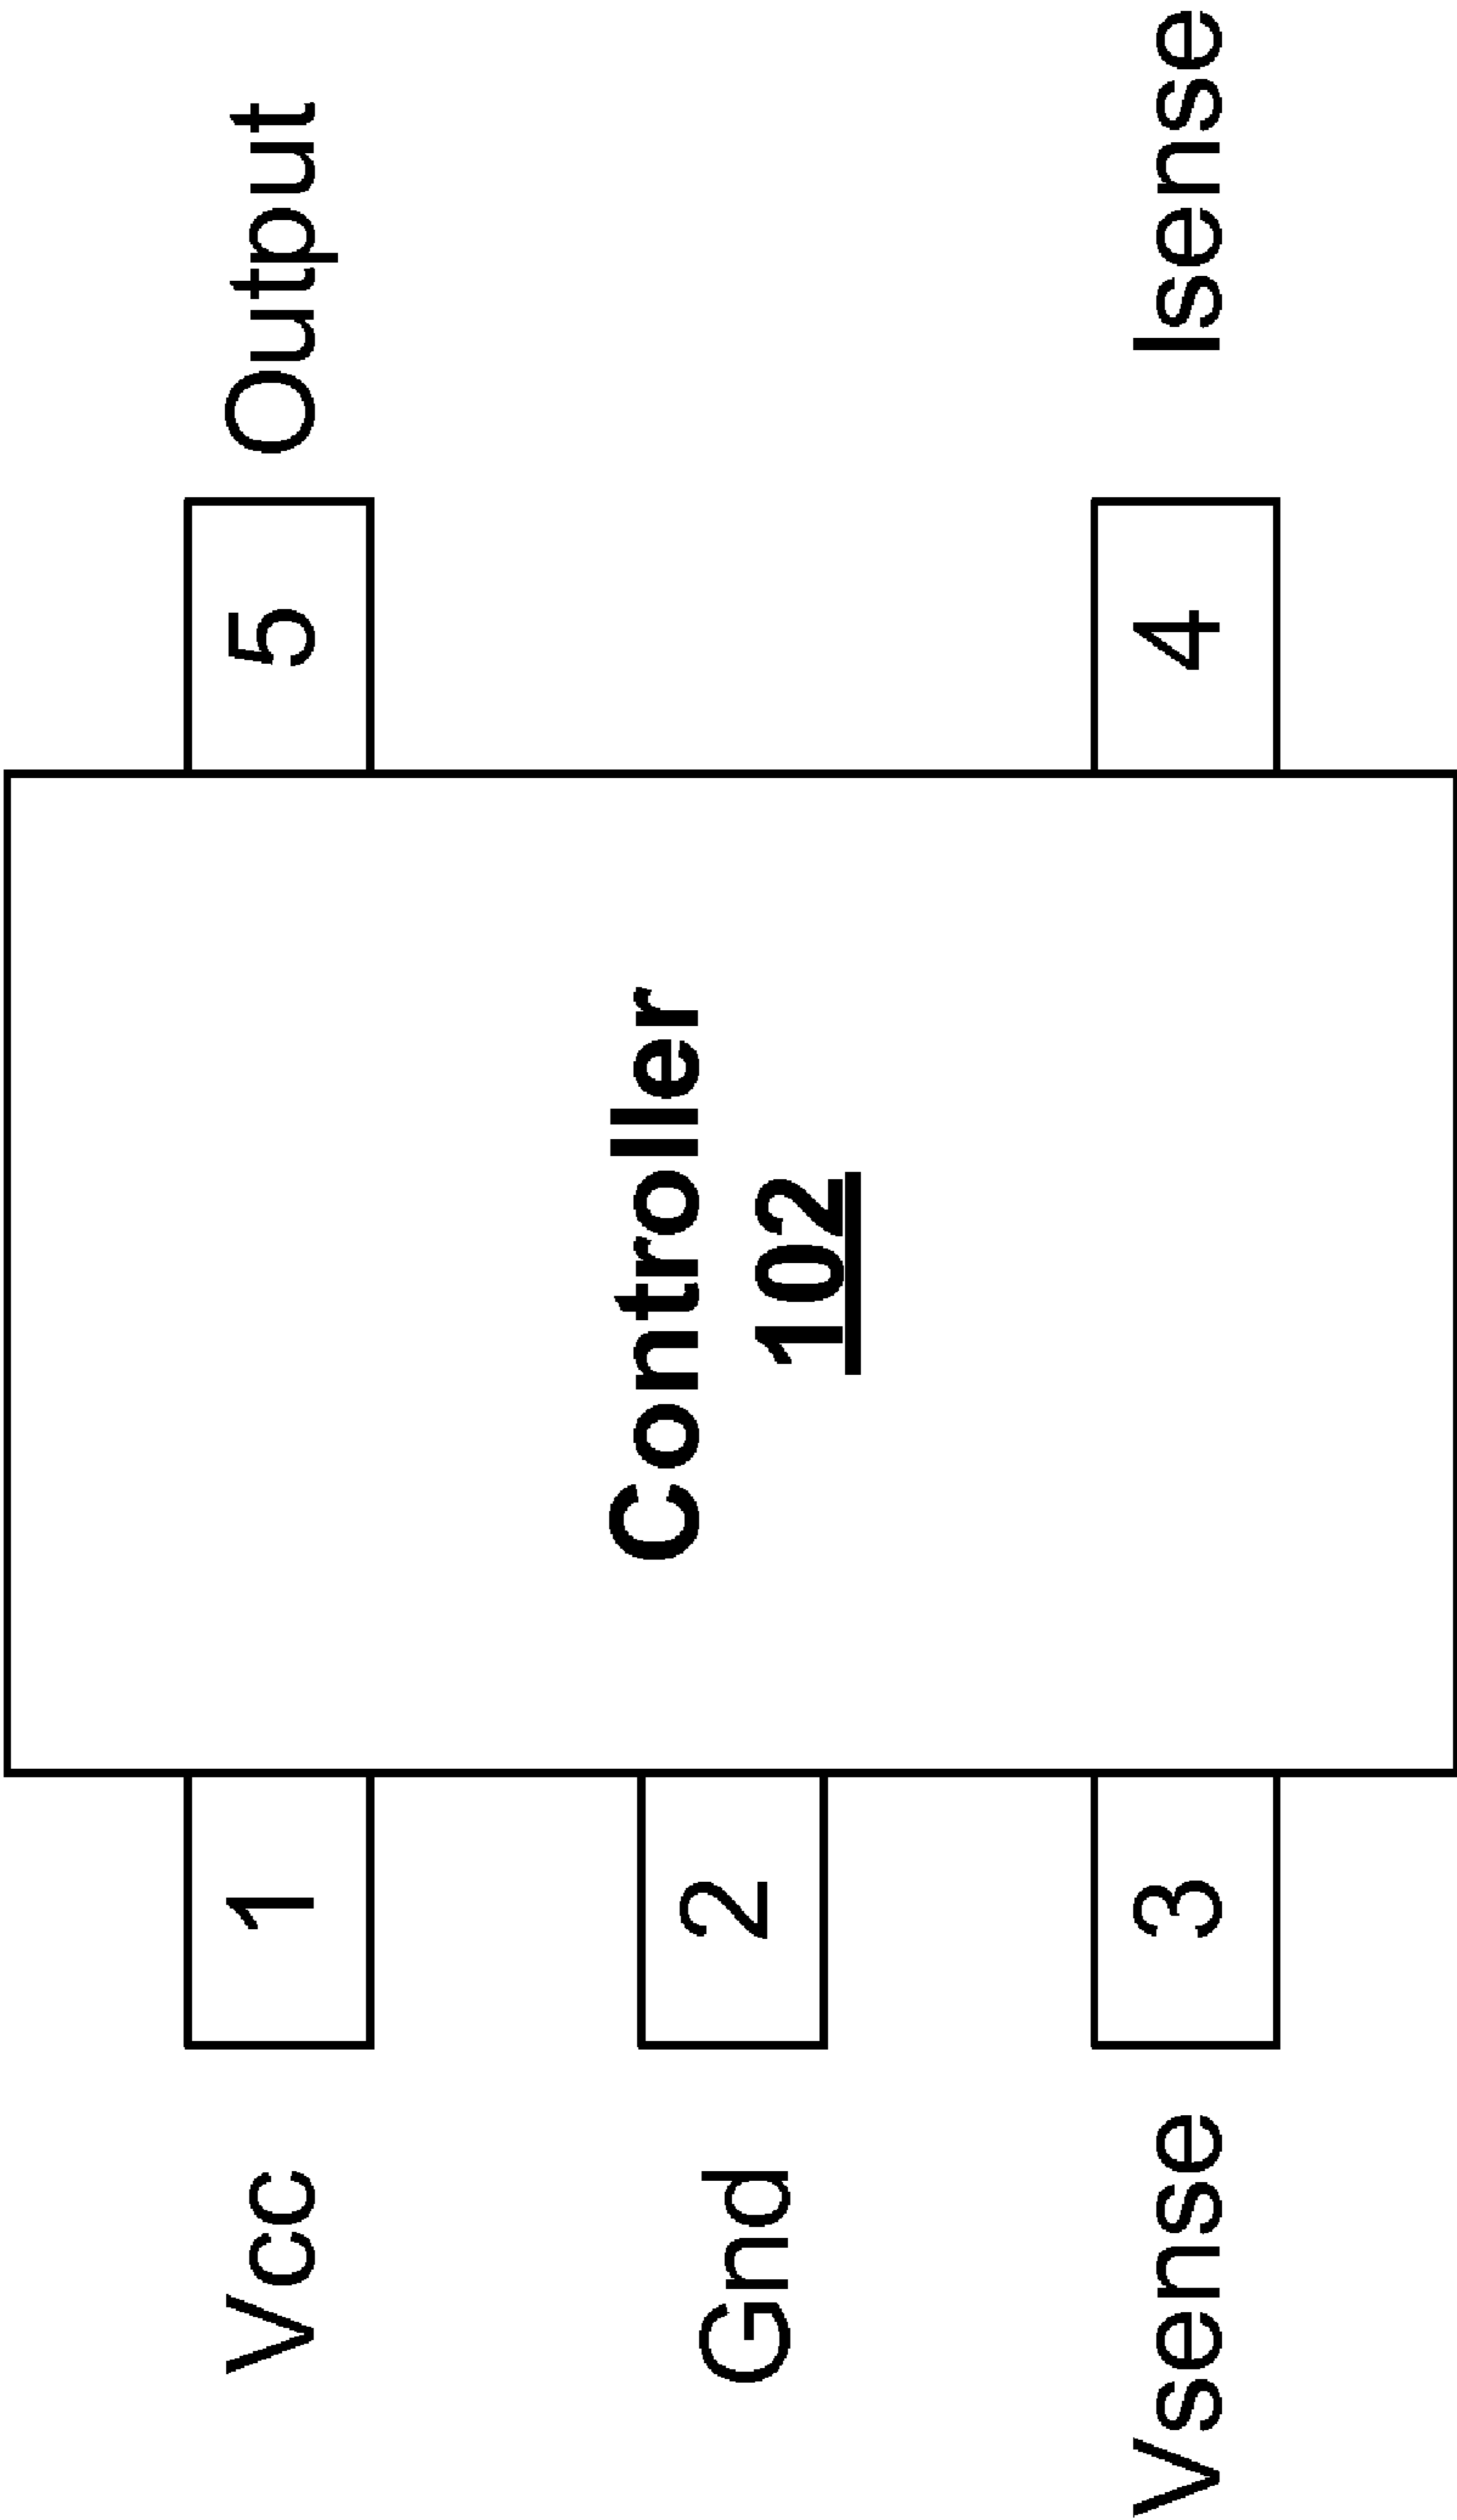 Vcc 1 5 Output
Controller
102
Gnd 2
Vsense 3 4 Isense